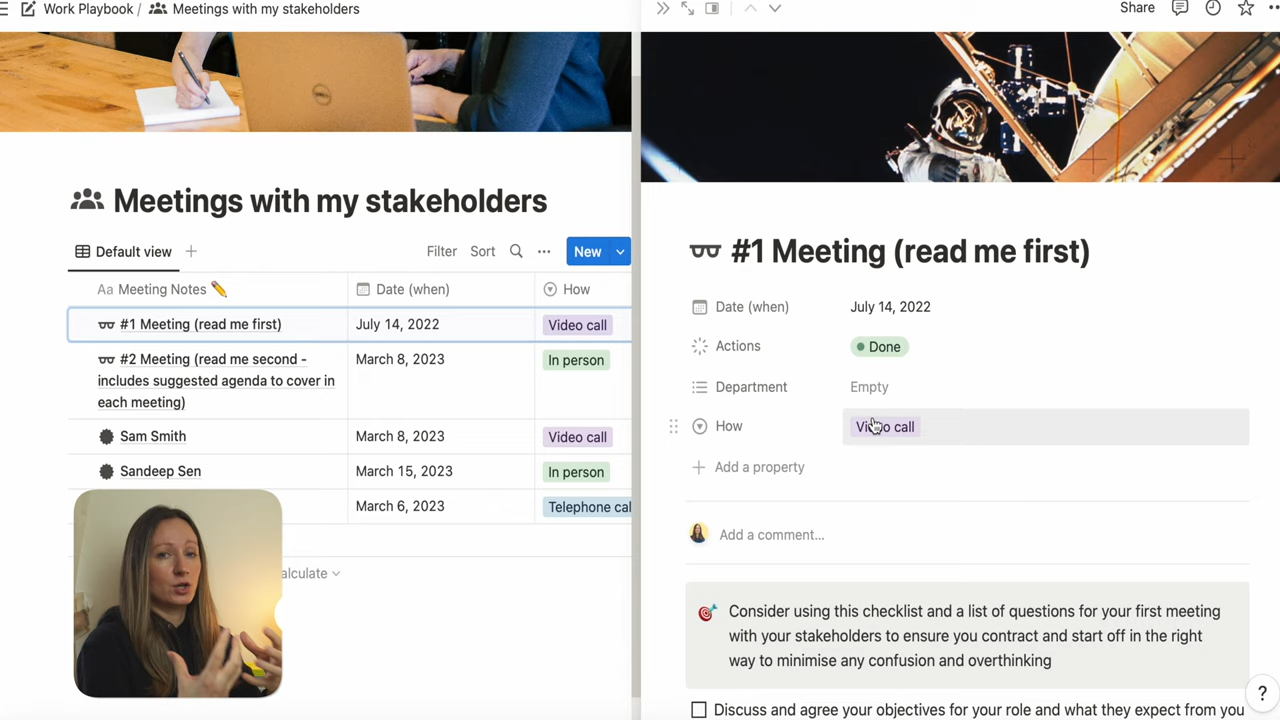 Work Playbook / Meetings with my stakeholders
Meetings with my stakeholders
Default view
Filter Sort New
Aa Meeting Notes Date (when) How
#1 Meeting (read me first) July 14, 2022 Video call
#2 Meeting (read me second - March 8, 2023 In person
includes suggested agenda to cover in
each meeting)
Sam Smith March 8, 2023 Video call
Sandeep Sen March 15, 2023 In person
March 6, 2023 Telephone cal
alculate
Share
#1 Meeting (read me first)
Date (when) July 14, 2022
Actions Done
Department Empty
How Video call
Add a property
Add a comment...
Consider using this checklist and a list of questions for your first meeting
with your stakeholders to ensure you contract and start off in the right
way to minimise any confusion and overthinking
Discuss and agree your objectives for your role and what they expect from you
?